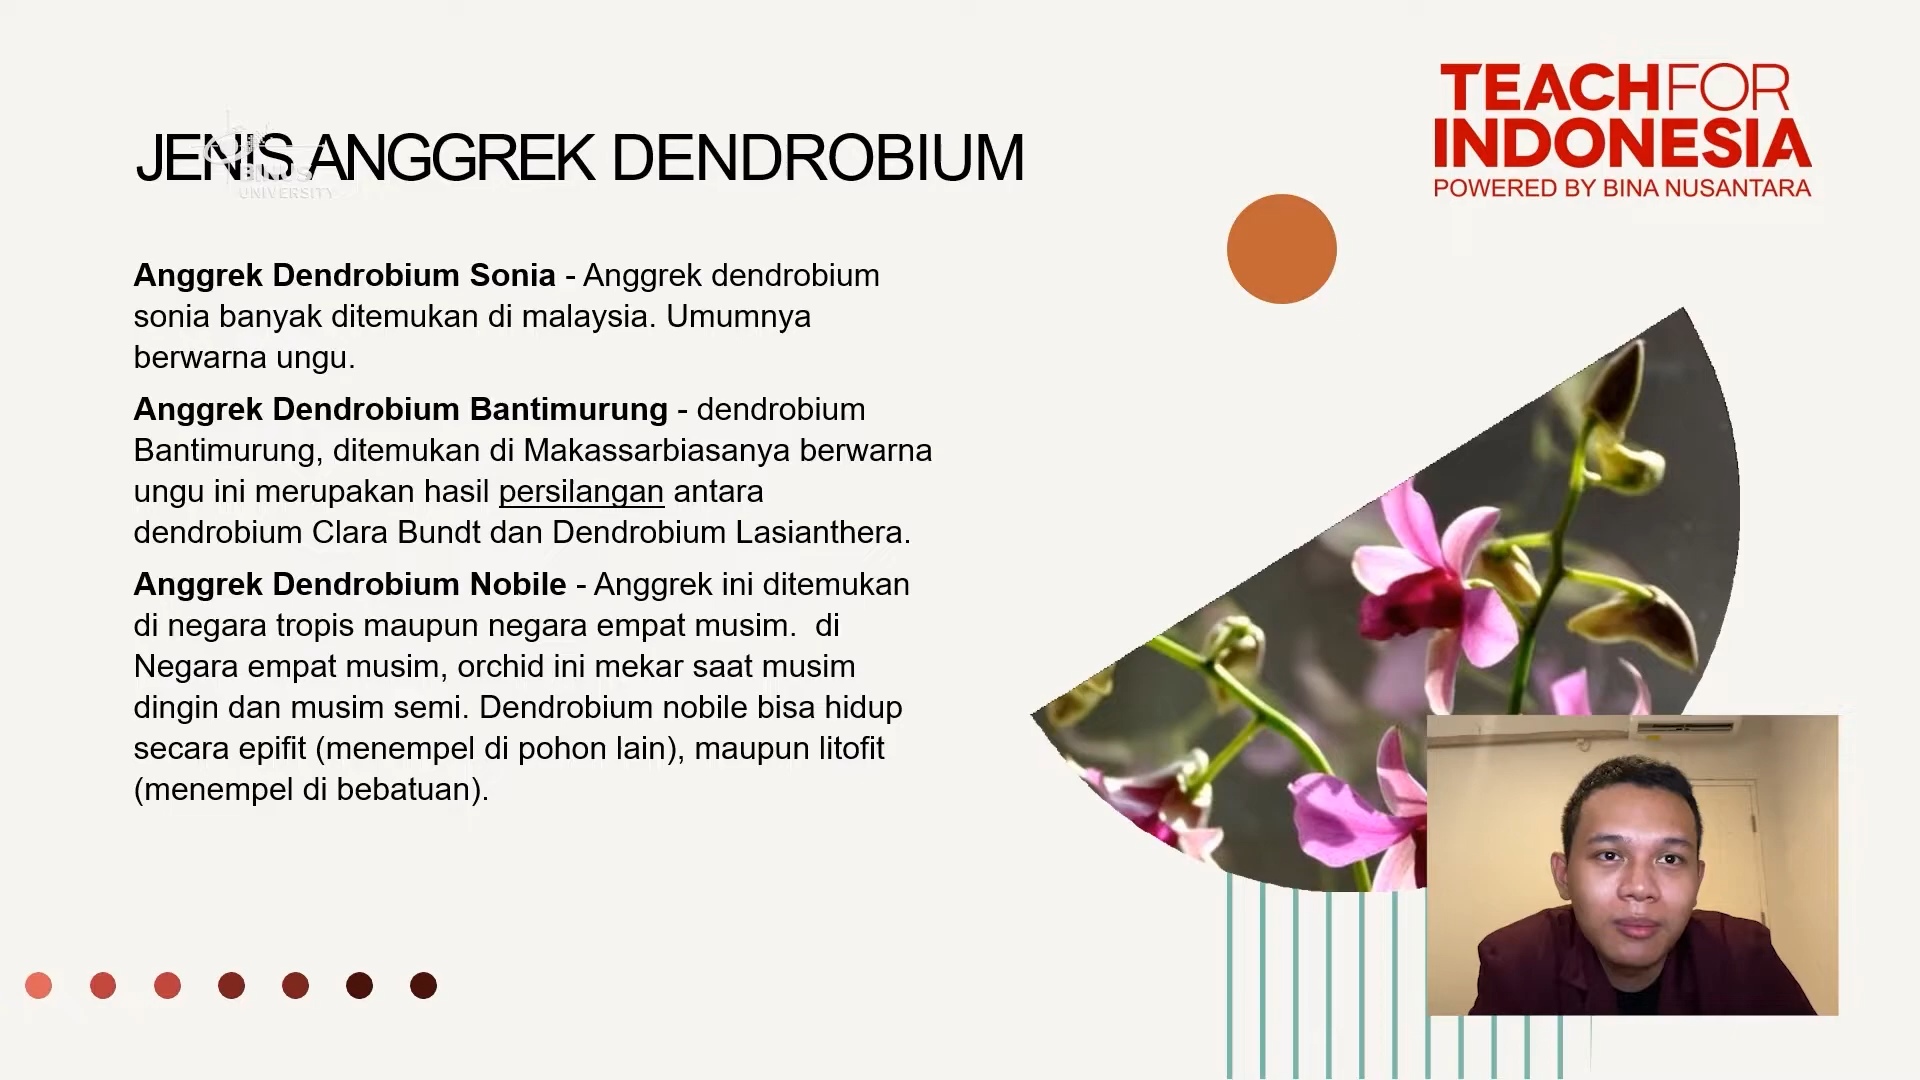 TEACHFOR
INDONESIA
POWERED BY BINA NUSANTARA
JENIS ANGGREK DENDROBIUM
BINUS
UNIVERSITY
Anggrek Dendrobium Sonia - Anggrek dendrobium
sonia banyak ditemukan di malaysia. Umumnya
berwarna ungu.
Anggrek Dendrobium Bantimurung - dendrobium
Bantimurung, ditemukan di Makassarbiasanya berwarna
ungu ini merupakan hasil persilangan antara
dendrobium Clara Bundt dan Dendrobium Lasianthera.
Anggrek Dendrobium Nobile - Anggrek ini ditemukan
di negara tropis maupun negara empat musim.  di
Negara empat musim, orchid ini mekar saat musim
dingin dan musim semi. Dendrobium nobile bisa hidup
secara epifit (menempel di pohon lain), maupun litofit
(menempel di bebatuan).